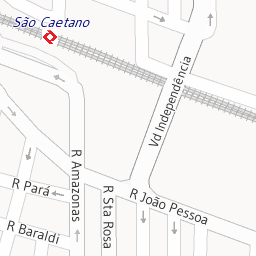 São Caetano
Vd Independência
R Amazonas
R Pará
R Sta Rosa
R João Pessoa
R Baraldi